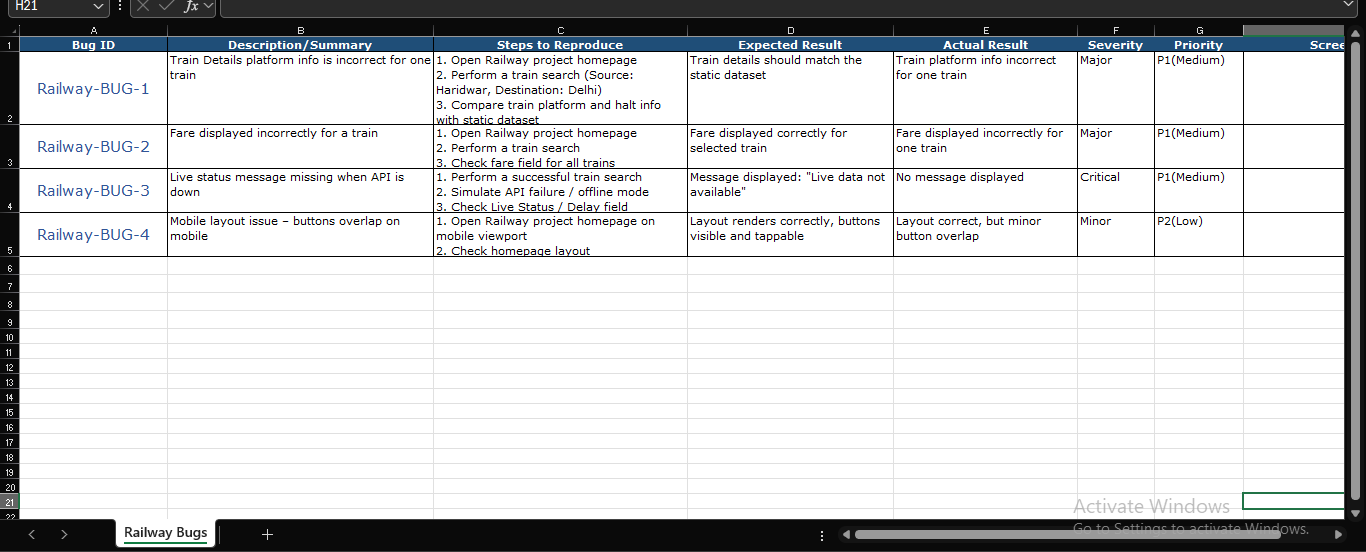 H21
fx
A B C D E F G
1 Bug ID Description/Summary Steps to Reproduce Expected Result Actual Result Severity Priority Scree
Railway-BUG-1
Train Details platform info is incorrect for one
train
1. Open Railway project homepage
2. Perform a train search (Source:
Haridwar, Destination: Delhi)
3. Compare train platform and halt info
with static dataset
Train details should match the
static dataset
Train platform info incorrect
for one train
Major
P1(Medium)
2
Railway-BUG-2
Fare displayed incorrectly for a train
1. Open Railway project homepage
2. Perform a train search
3. Check fare field for all trains
Fare displayed correctly for
selected train
Fare displayed incorrectly for
one train
Major
P1(Medium)
3
Railway-BUG-3
Live status message missing when API is
down
1. Perform a successful train search
2. Simulate API failure / offline mode
3. Check Live Status / Delay field
Message displayed: "Live data not
available"
No message displayed
Critical
P1(Medium)
4
Railway-BUG-4
Mobile layout issue – buttons overlap on
mobile
1. Open Railway project homepage on
mobile viewport
2. Check homepage layout
Layout renders correctly, buttons
visible and tappable
Layout correct, but minor
button overlap
Minor
P2(Low)
5
6
7
8
9
10
11
12
13
14
15
16
17
18
19
20
21
22
Activate Windows
Go to Settings to activate Windows.
Railway Bugs